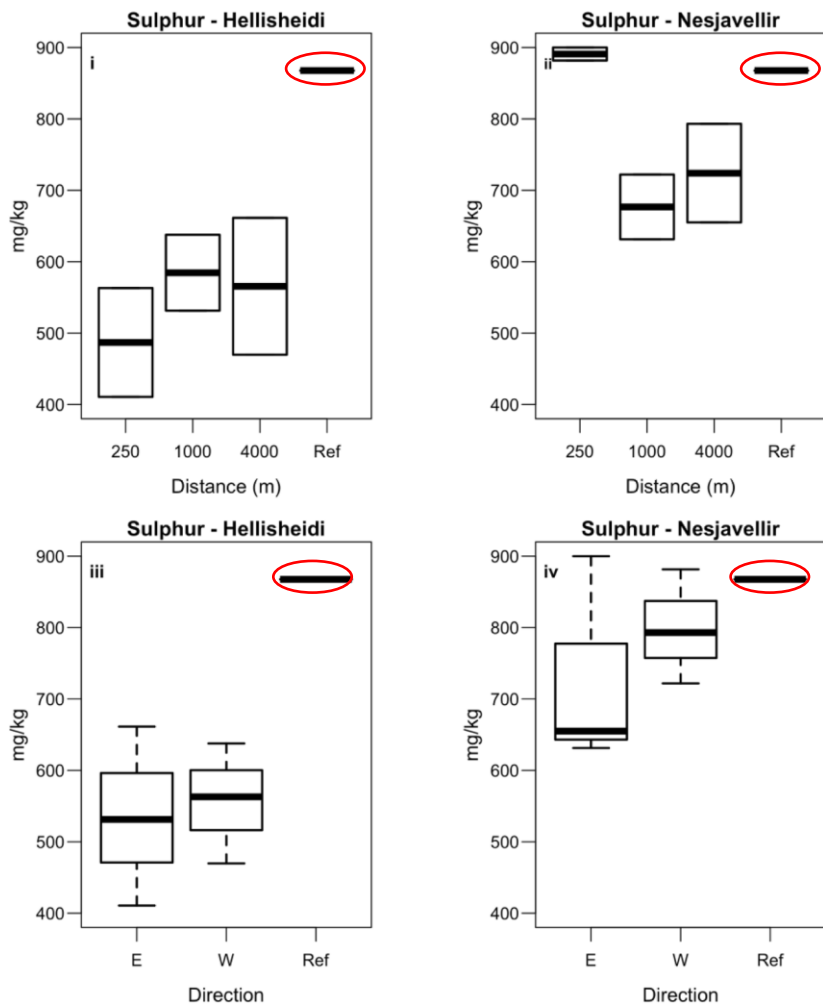 Sulphur - Hellisheidi
i
900
800
700
600
500
400
mg/kg
250 1000 4000 Ref
Distance (m)
Sulphur - Nesjavellir
ii
900
800
700
600
500
400
mg/kg
250 1000 4000 Ref
Distance (m)
Sulphur - Hellisheidi
iii
900
800
700
600
500
400
mg/kg
E W Ref
Direction
Sulphur - Nesjavellir
iv
900
800
700
600
500
400
mg/kg
E W Ref
Direction